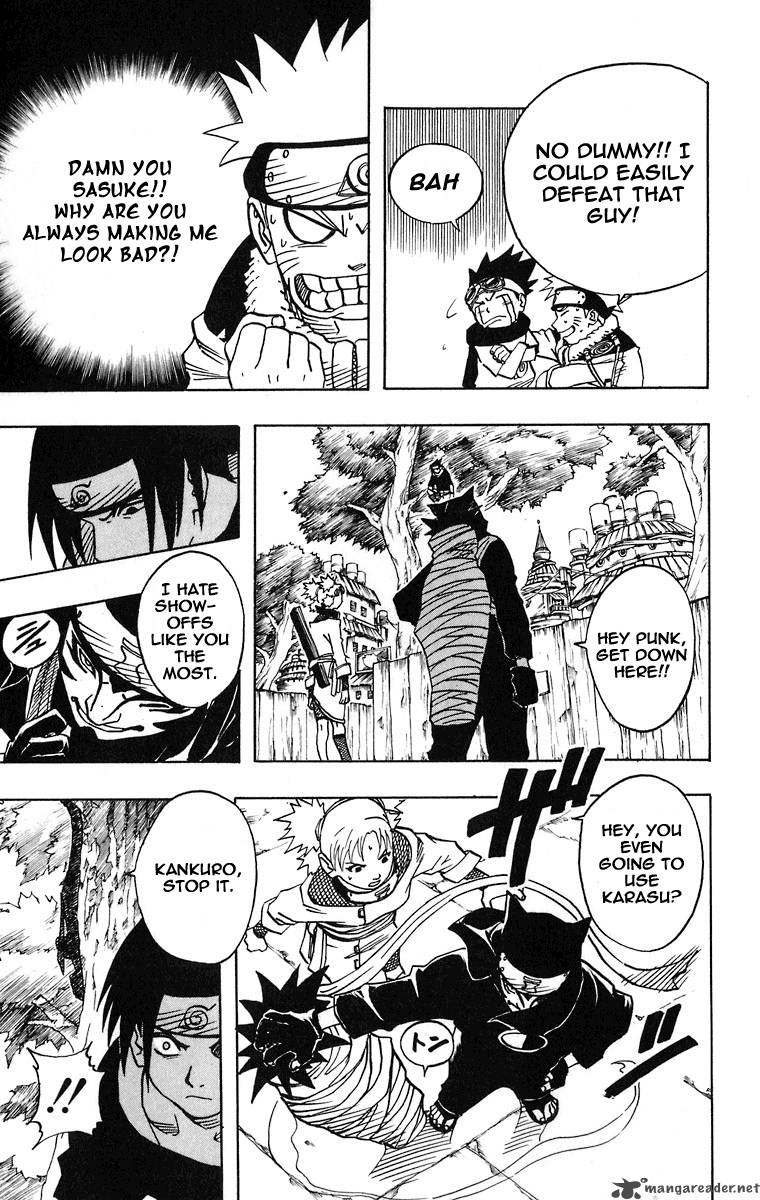 NO DUMMY!! I
COULD EASILY
DEFEAT THAT
GUY!
BAH
DAMN YOU
SASUKE!!
WHY ARE YOU
ALWAYS MAKING ME
LOOK BAD?!
HEY PUNK,
GET DOWN
HERE!!
I HATE
SHOW-
OFFS
LIKE YOU
THE MOST.
HEY, YOU
EVEN
GOING TO
USE
KARASU?
KANKURO,
STOP IT.
!!
mangareader.net